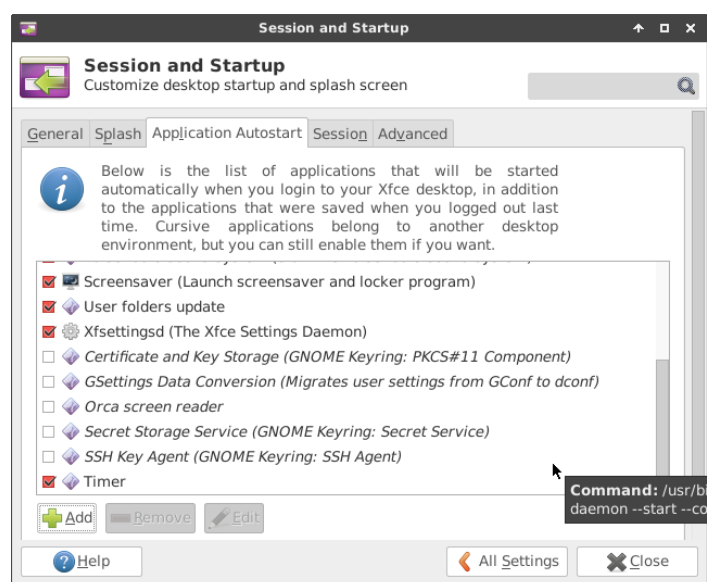 Session and Startup
Session and Startup
Customize desktop startup and splash screen
General Splash Application Autostart Session Advanced
Below is the list of applications that will be started
automatically when you login to your Xfce desktop, in addition
to the applications that were saved when you logged out last
time. Cursive applications belong to another desktop
environment, but you can still enable them if you want.
Screensaver (Launch screensaver and locker program)
User folders update
Xfsettingsd (The Xfce Settings Daemon)
Certificate and Key Storage (GNOME Keyring: PKCS#11 Component)
GSettings Data Conversion (Migrates user settings from GConf to dconf)
Orca screen reader
Secret Storage Service (GNOME Keyring: Secret Service)
SSH Key Agent (GNOME Keyring: SSH Agent)
Timer
Command: /usr/bi
daemon --start --co
Add Remove Edit
Help All Settings Close